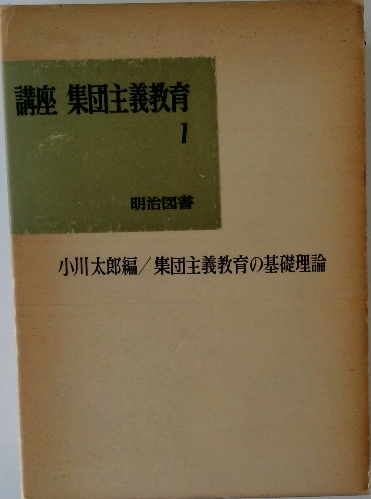 講座 集団主義教育
1
明治図書
小川太郎編/集団主義教育の基礎理論